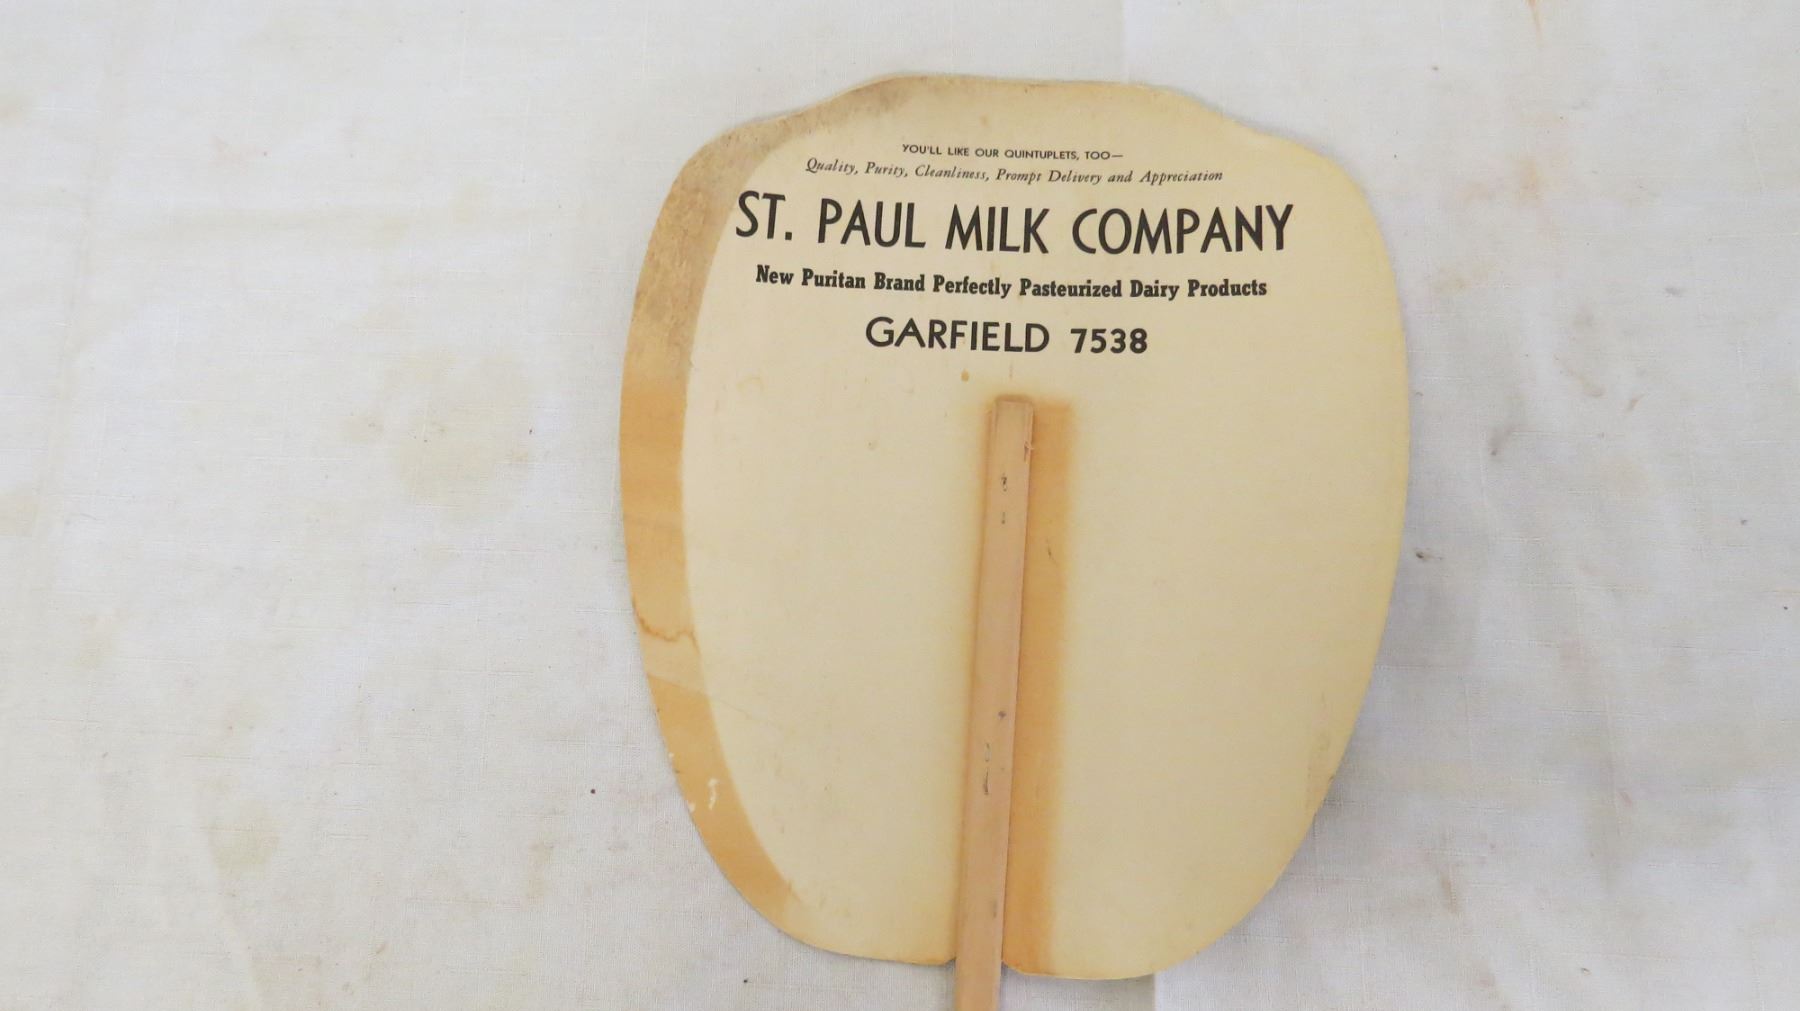 YOU'LL LIKE OUR QUINTUPLETS, TOO—
Quality, Purity, Cleanliness, Prompt Delivery and Appreciation
ST. PAUL MILK COMPANY
New Puritan Brand Perfectly Pasteurized Dairy Products
GARFIELD 7538